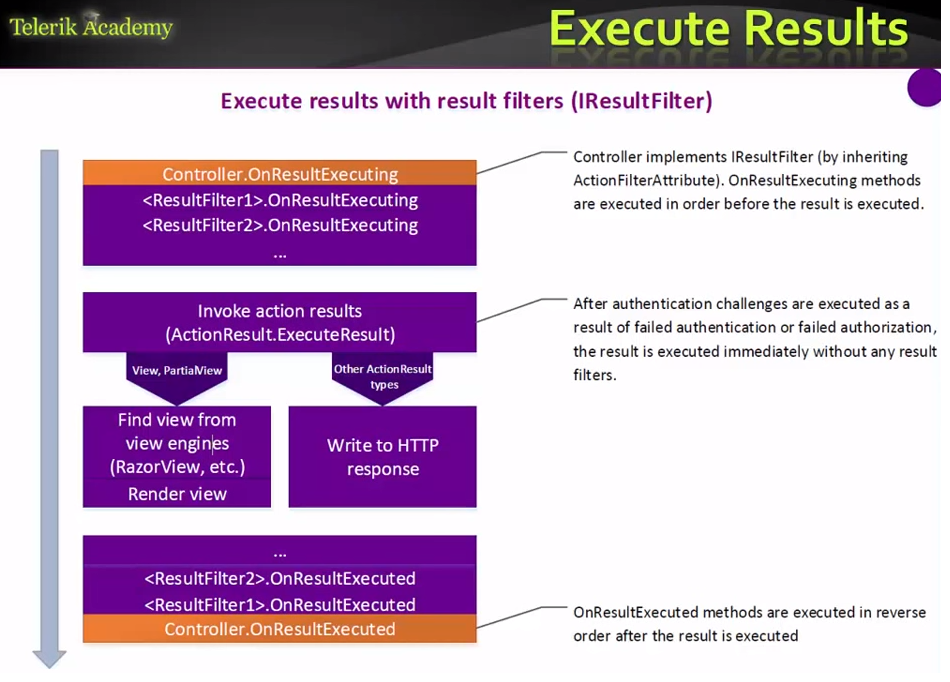 Telerik Academy
Execute Results
Execute results with result filters (IResultFilter)
Controller.OnResultExecuting
<ResultFilter1>.OnResultExecuting
<ResultFilter2>.OnResultExecuting
...
Controller implements IResultFilter (by inheriting
ActionFilterAttribute). OnResultExecuting methods
are executed in order before the result is executed.
Invoke action results
(ActionResult.ExecuteResult)
After authentication challenges are executed as a
result of failed authentication or failed authorization,
the result is executed immediately without any result
filters.
View, PartialView
Other ActionResult
types
Find view from
view engines
(RazorView, etc.)
Render view
Write to HTTP
response
...
<ResultFilter2>.OnResultExecuted
<ResultFilter1>.OnResultExecuted
Controller.OnResultExecuted
OnResultExecuted methods are executed in reverse
order after the result is executed